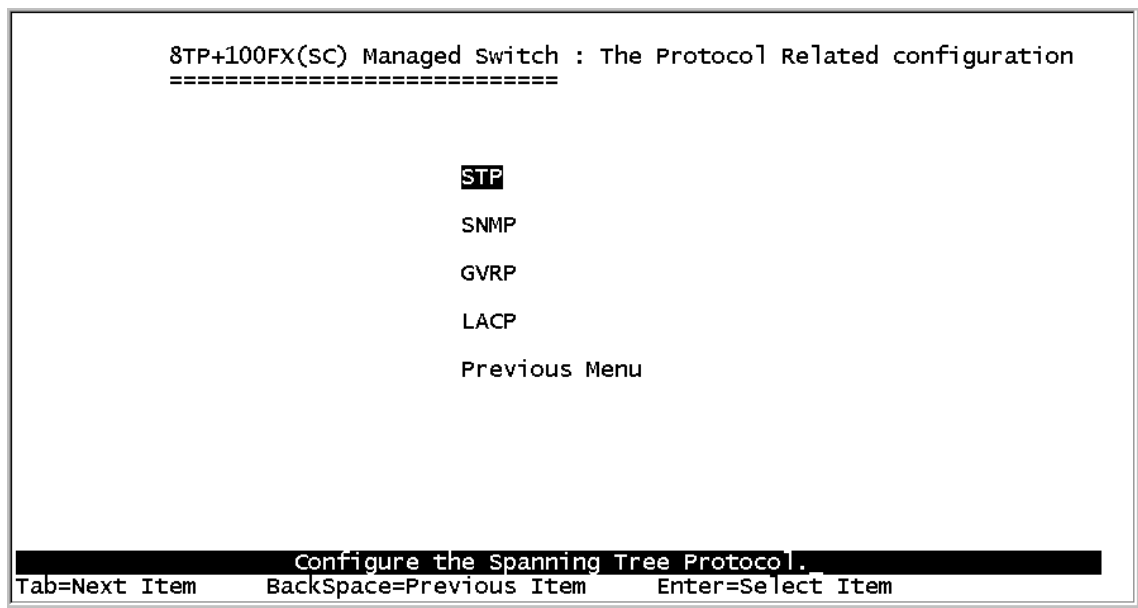 8TP+100FX(SC) Managed Switch : The Protocol Related configuration
============================
STP
SNMP
GVRP
LACP
Previous Menu
Configure the Spanning Tree Protocol._
Tab=Next Item BackSpace=Previous Item Enter=Select Item